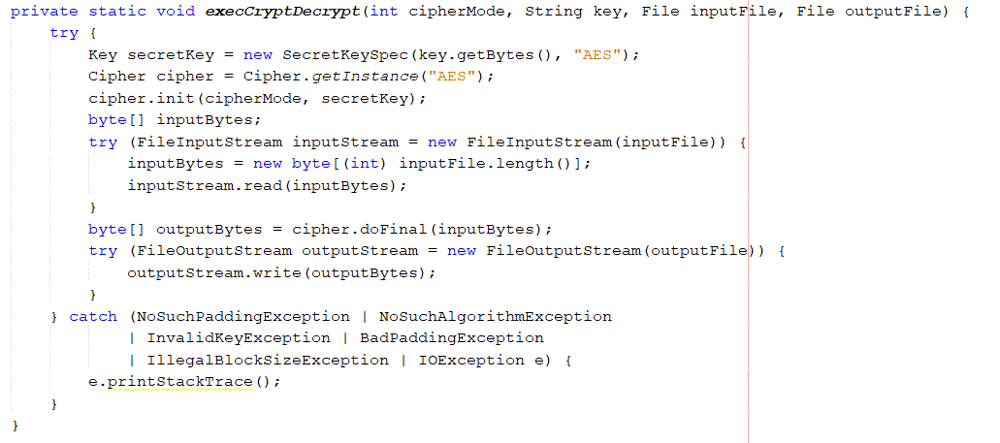 private static void execCryptDecrypt(int cipherMode, String key, File inputFile, File outputFile) {
    try {
        Key secretKey = new SecretKeySpec(key.getBytes(), "AES");
        Cipher cipher = Cipher.getInstance("AES");
        cipher.init(cipherMode, secretKey);
        byte[] inputBytes;
        try (FileInputStream inputStream = new FileInputStream(inputFile)) {
            inputBytes = new byte[(int) inputFile.length()];
            inputStream.read(inputBytes);
        }
        byte[] outputBytes = cipher.doFinal(inputBytes);
        try (FileOutputStream outputStream = new FileOutputStream(outputFile)) {
            outputStream.write(outputBytes);
        }
    } catch (NoSuchPaddingException | NoSuchAlgorithmException
            | InvalidKeyException | BadPaddingException
            | IllegalBlockSizeException | IOException e) {
        e.printStackTrace();
    }
}